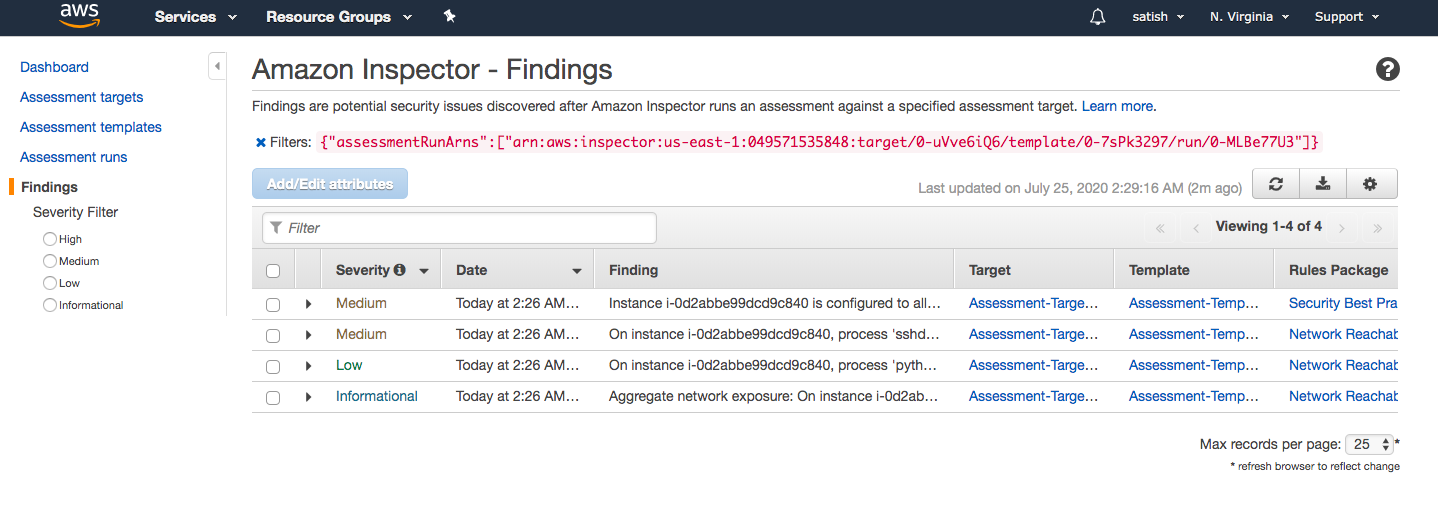 aws Services Resource Groups satish N. Virginia Support
Dashboard
Assessment targets
Assessment templates
Assessment runs
Findings
Severity Filter
High
Medium
Low
Informational
Amazon Inspector - Findings
?
Findings are potential security issues discovered after Amazon Inspector runs an assessment against a specified assessment target. Learn more.
Filters: {"assessmentRunArns":["arn:aws:inspector:us-east-1:049571535848:target/0-uVve6iQ6/template/0-7sPk3297/run/0-MLBe77U3"]}
Add/Edit attributes Last updated on July 25, 2020 2:29:16 AM (2m ago)
Filter « ‹ Viewing 1-4 of 4 › »
Severity Date Finding Target Template Rules Package
Medium Today at 2:26 AM… Instance i-0d2abbe99dcd9c840 is configured to all… Assessment-Targe… Assessment-Temp… Security Best Pra
Medium Today at 2:26 AM… On instance i-0d2abbe99dcd9c840, process 'sshd… Assessment-Targe… Assessment-Temp… Network Reachab
Low Today at 2:26 AM… On instance i-0d2abbe99dcd9c840, process 'pyth… Assessment-Targe… Assessment-Temp… Network Reachab
Informational Today at 2:26 AM… Aggregate network exposure: On instance i-0d2ab… Assessment-Targe… Assessment-Temp… Network Reachab
Max records per page: 25 *
* refresh browser to reflect change